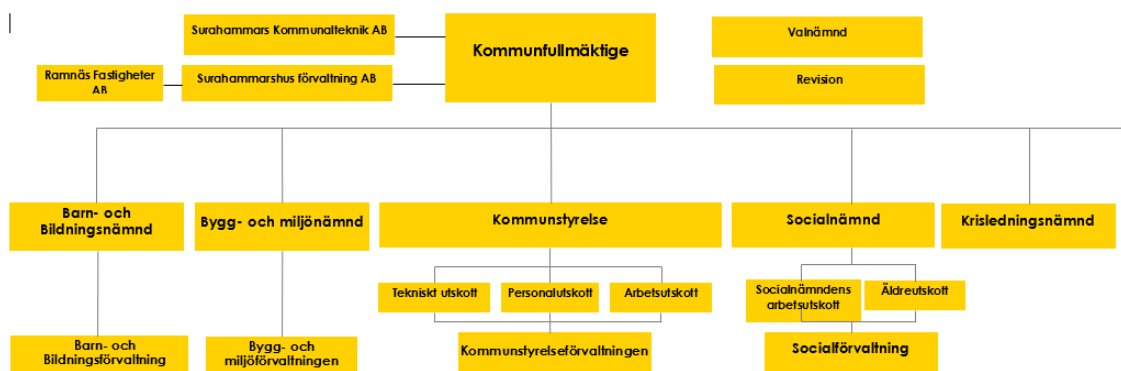 Surahammars Kommunalteknik AB
Kommunfullmäktige
Valnämnd
Ramnäs Fastigheter
AB
Surahammarshus förvaltning AB
Revision
Barn- och
Bildningsnämnd
Bygg- och miljönämnd
Kommunstyrelse
Socialnämnd
Krisledningsnämnd
Tekniskt utskott
Personalutskott
Arbetsutskott
Socialnämndens
arbetsutskott
Äldreutskott
Barn- och
Bildningsförvaltning
Bygg- och
miljöförvaltningen
Kommunstyrelseförvaltningen
Socialförvaltning